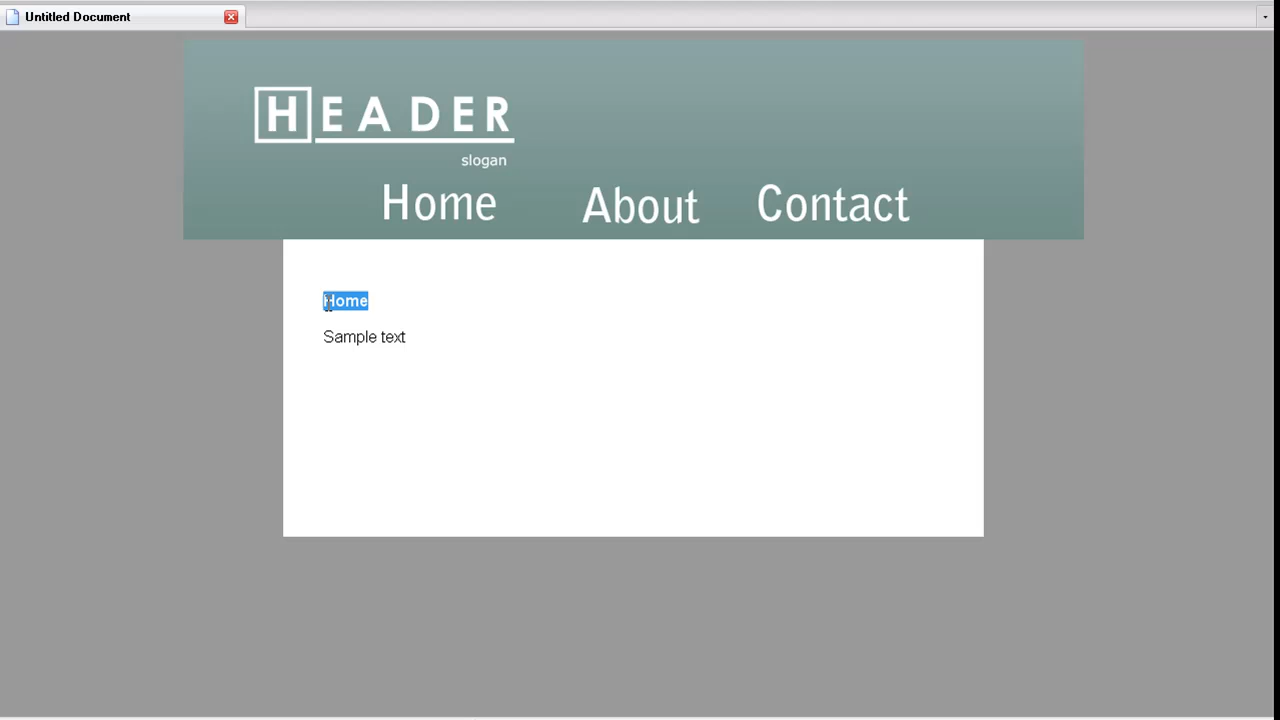 Untitled Document
HEADER
slogan
Home About Contact
Home
Sample text